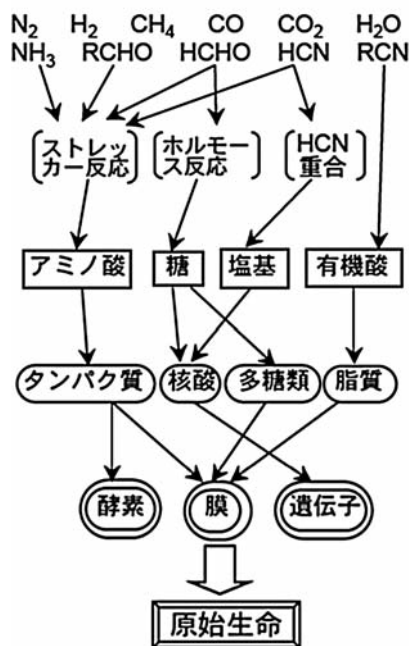 N₂ H₂ CH₄ CO CO₂ H₂O
NH₃ RCHO HCHO HCN RCN
ストレッ
カー反応
ホルモー
ス反応
HCN
重合
アミノ酸 糖 塩基 有機酸
タンパク質 核酸 多糖類 脂質
酵素 膜 遺伝子
原始生命